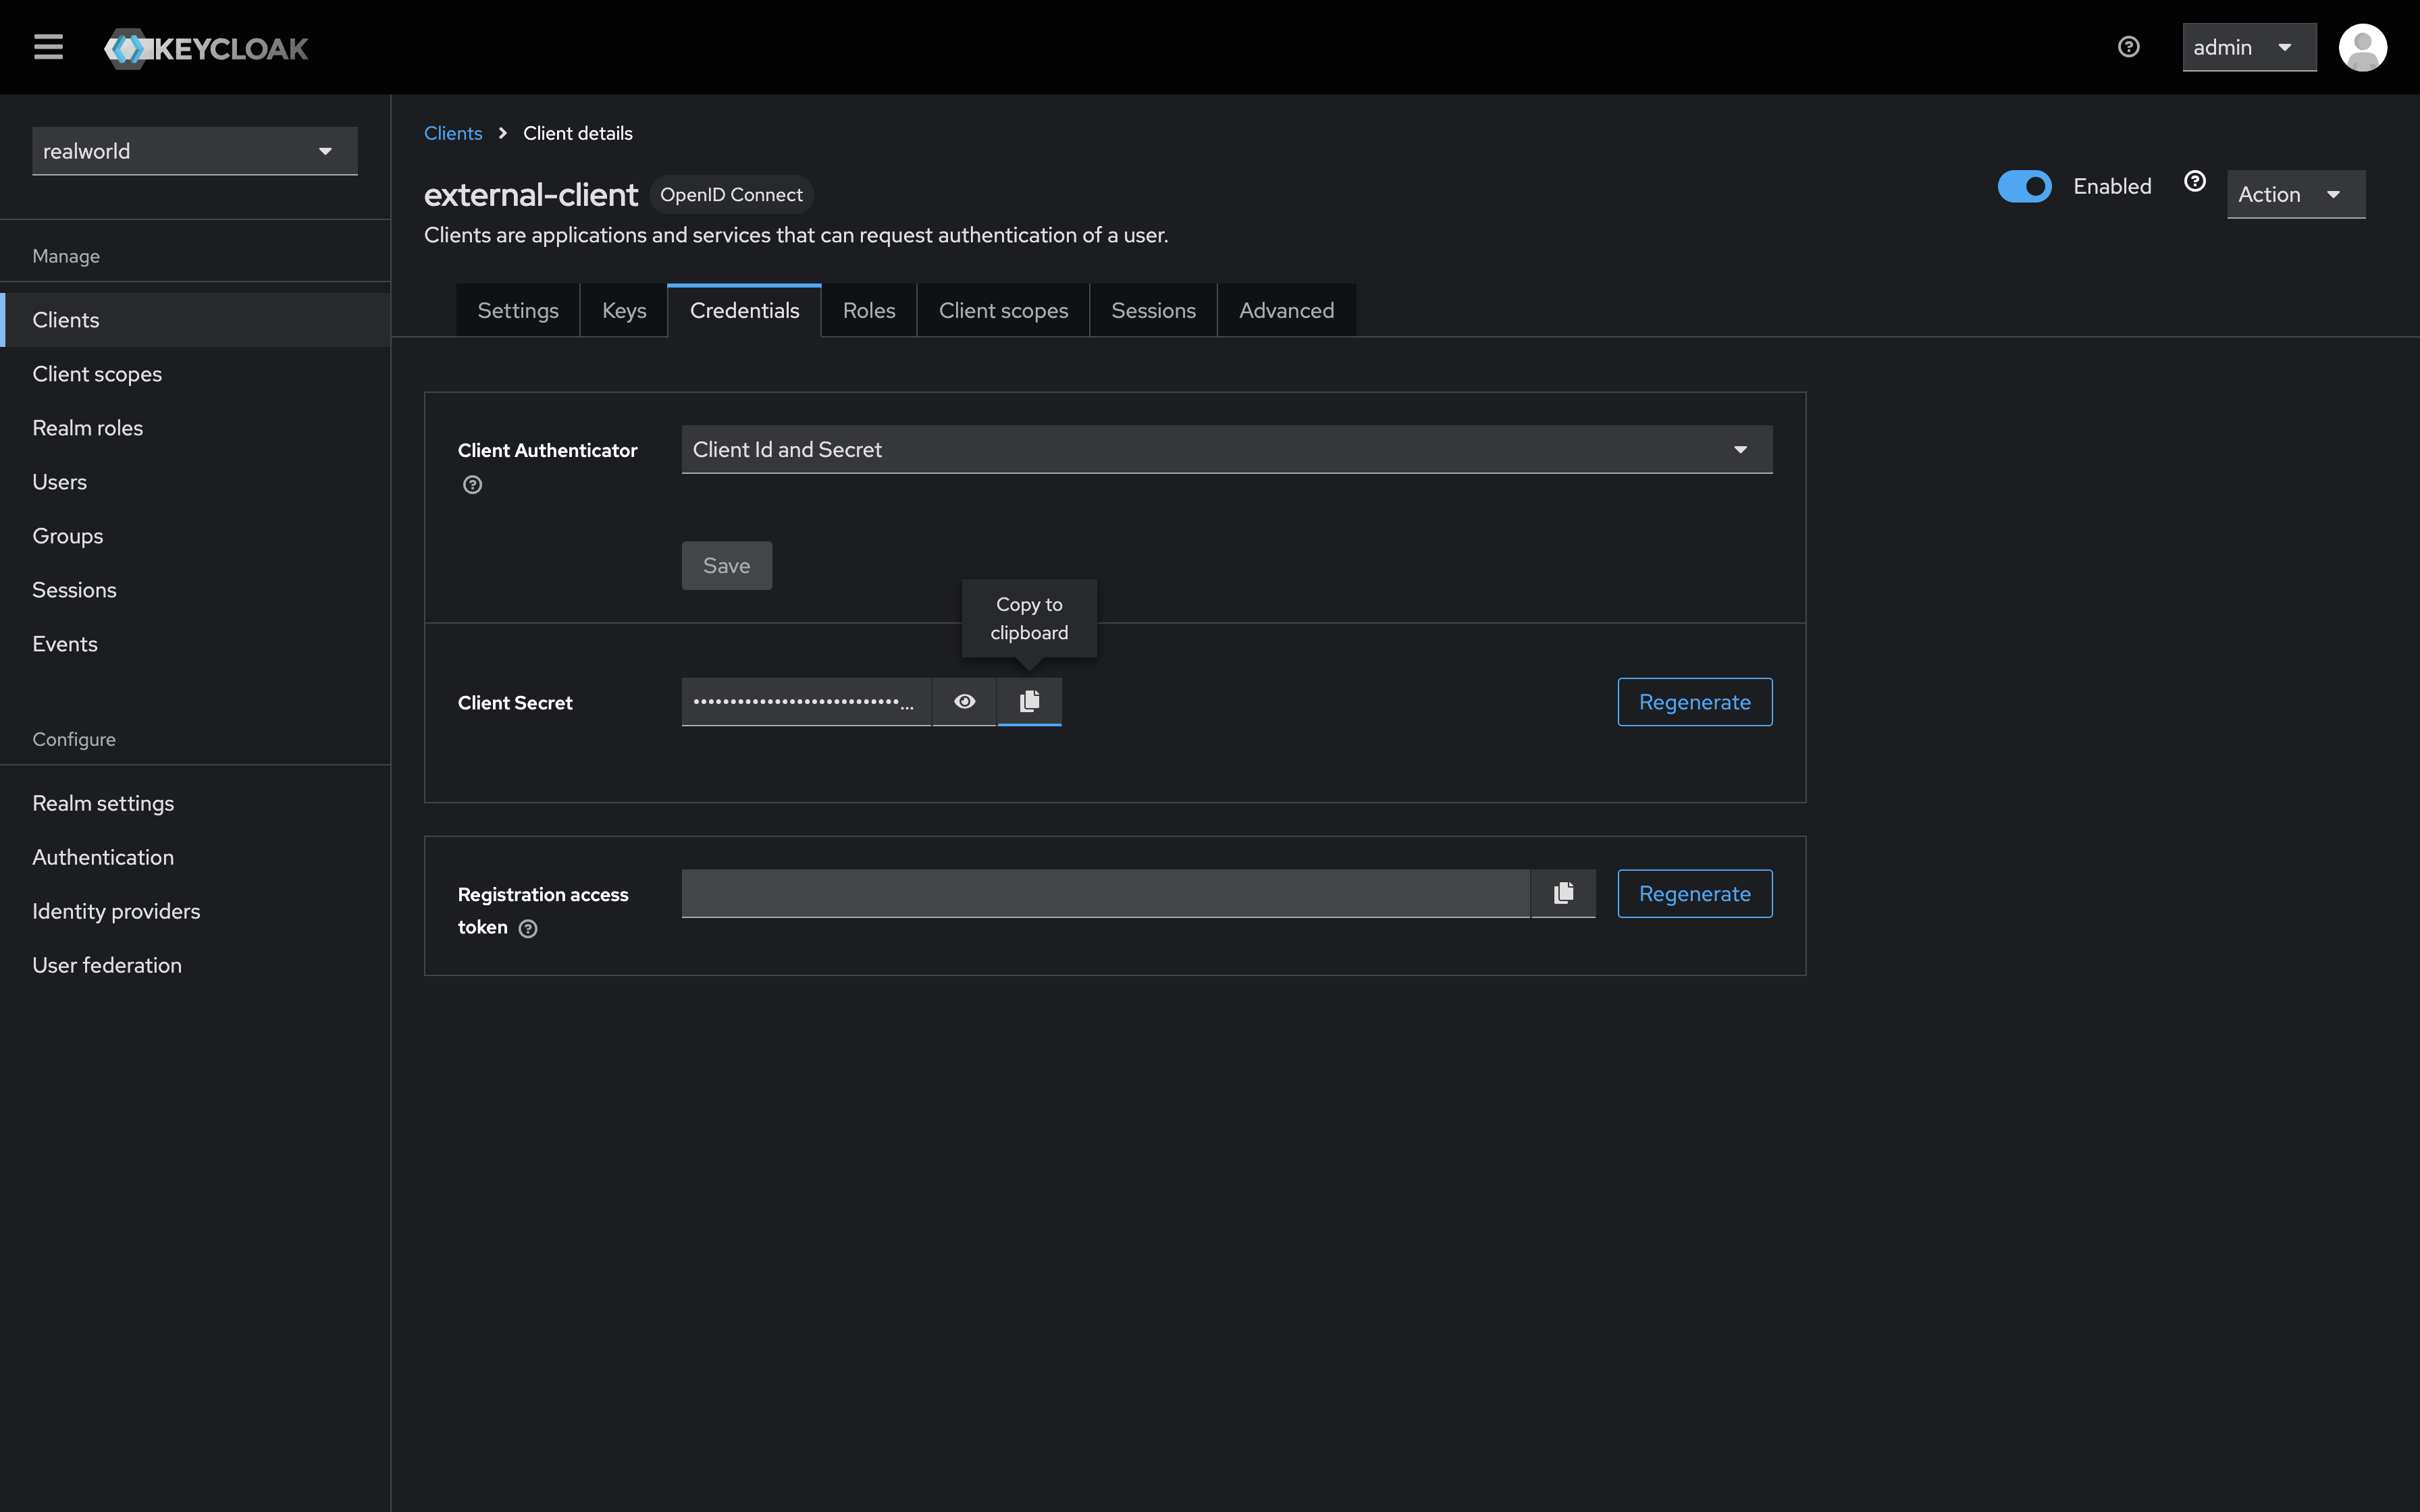 KEYCLOAK
admin
realworld
Manage
Clients
Client scopes
Realm roles
Users
Groups
Sessions
Events
Configure
Realm settings
Authentication
Identity providers
User federation
Clients > Client details
external-client OpenID Connect
Enabled
Action
Clients are applications and services that can request authentication of a user.
Settings Keys Credentials Roles Client scopes Sessions Advanced
Client Authenticator
Client Id and Secret
Save
Copy to
clipboard
Client Secret
••••••••••••••••••••••••••••...
Regenerate
Registration access
token
Regenerate